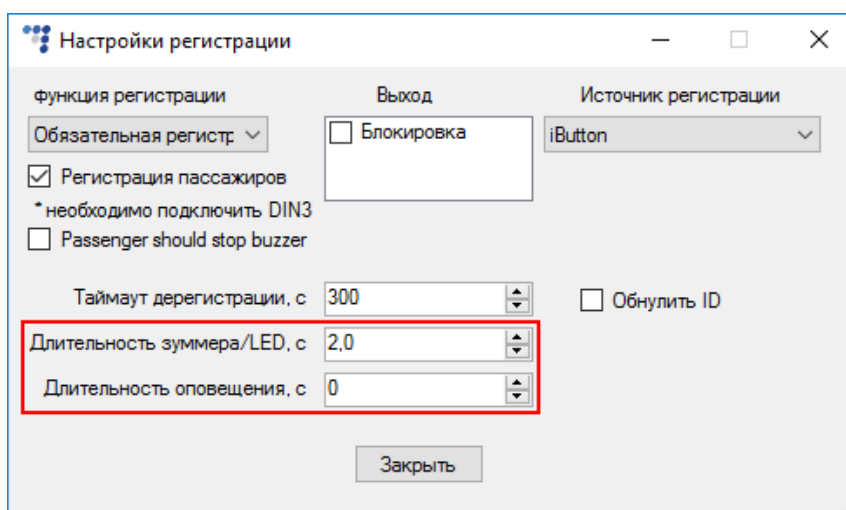 Настройки регистрации
функция регистрации
Выход
Источник регистрации
Обязательная регистр
Блокировка
iButton
Регистрация пассажиров
*необходимо подключить DIN3
Passenger should stop buzzer
Таймаут дерегистрации, с 300
Обнулить ID
Длительность зуммера/LED, с 2,0
Длительность оповещения, с 0
Закрыть